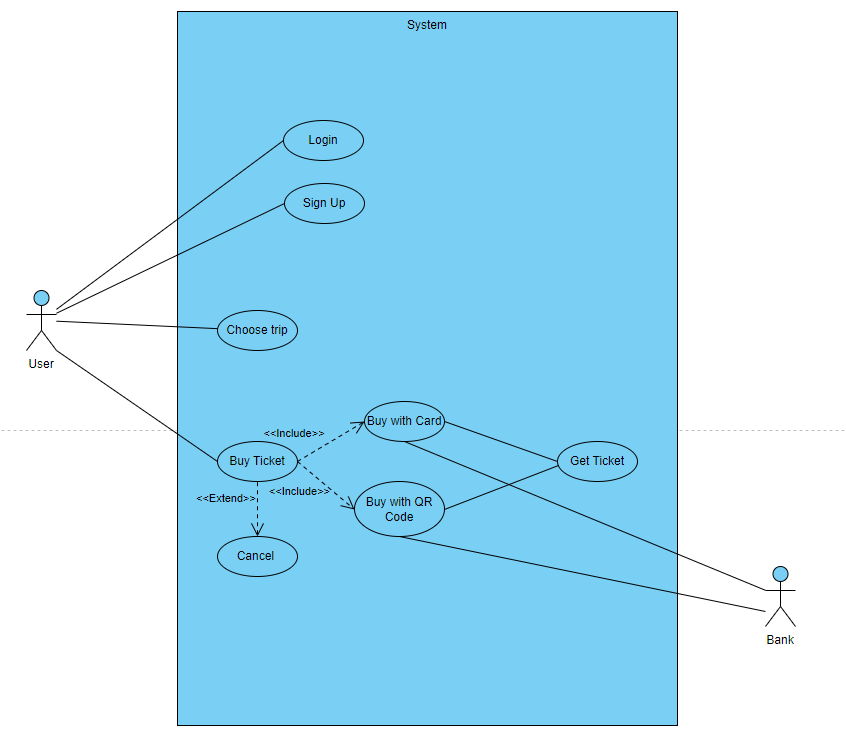 System
Login
Sign Up
Choose trip
User
<<Include>>
Buy with Card
Buy Ticket
Get Ticket
<<Include>>
<<Extend>>
Buy with QR
Code
Cancel
Bank